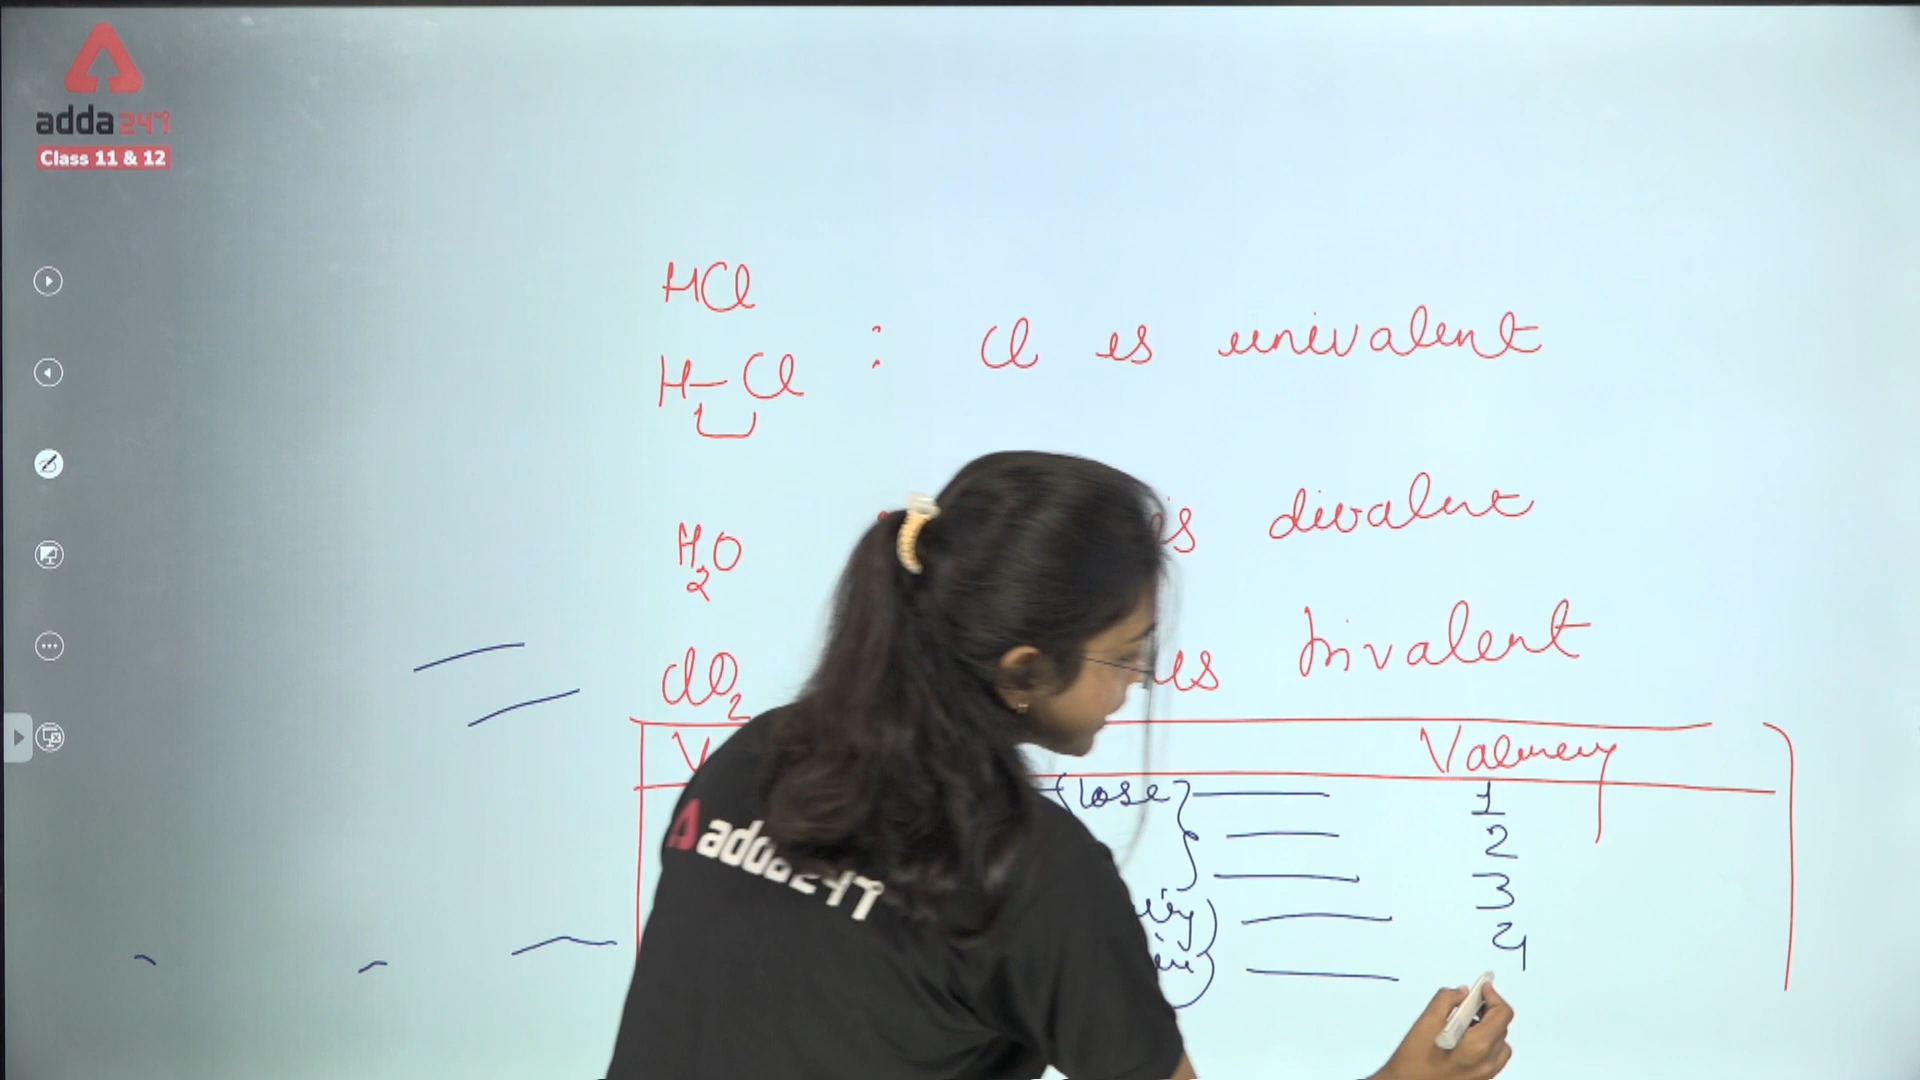 adda247
Class 11 & 12
HCl
H-Cl : Cl is univalent
H2O is divalent
ClO2 is trivalent
Valency
(lose 1
2
3
4
adda247